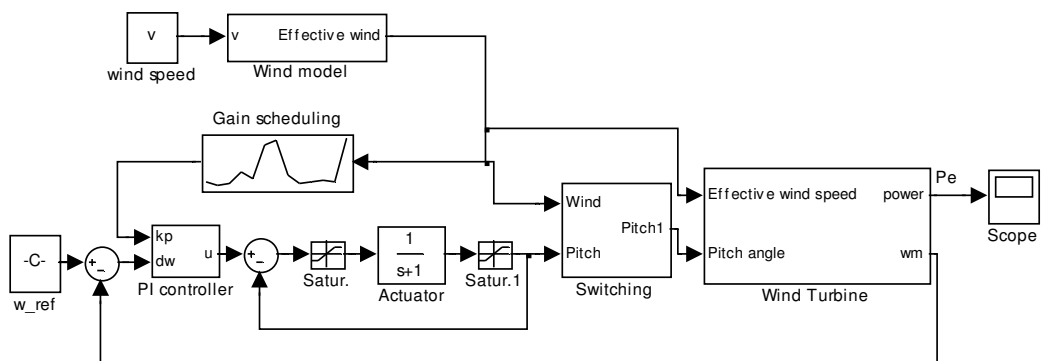 v
wind speed
v
Effective wind
Wind model
Gain scheduling
-C-
w_ref
+
−
kp
dw
u
PI controller
+
−
Satur.
1
s+1
Actuator
Satur.1
Wind
Pitch
Pitch1
Switching
Effective wind speed
Pitch angle
power
wm
Wind Turbine
Pe
Scope